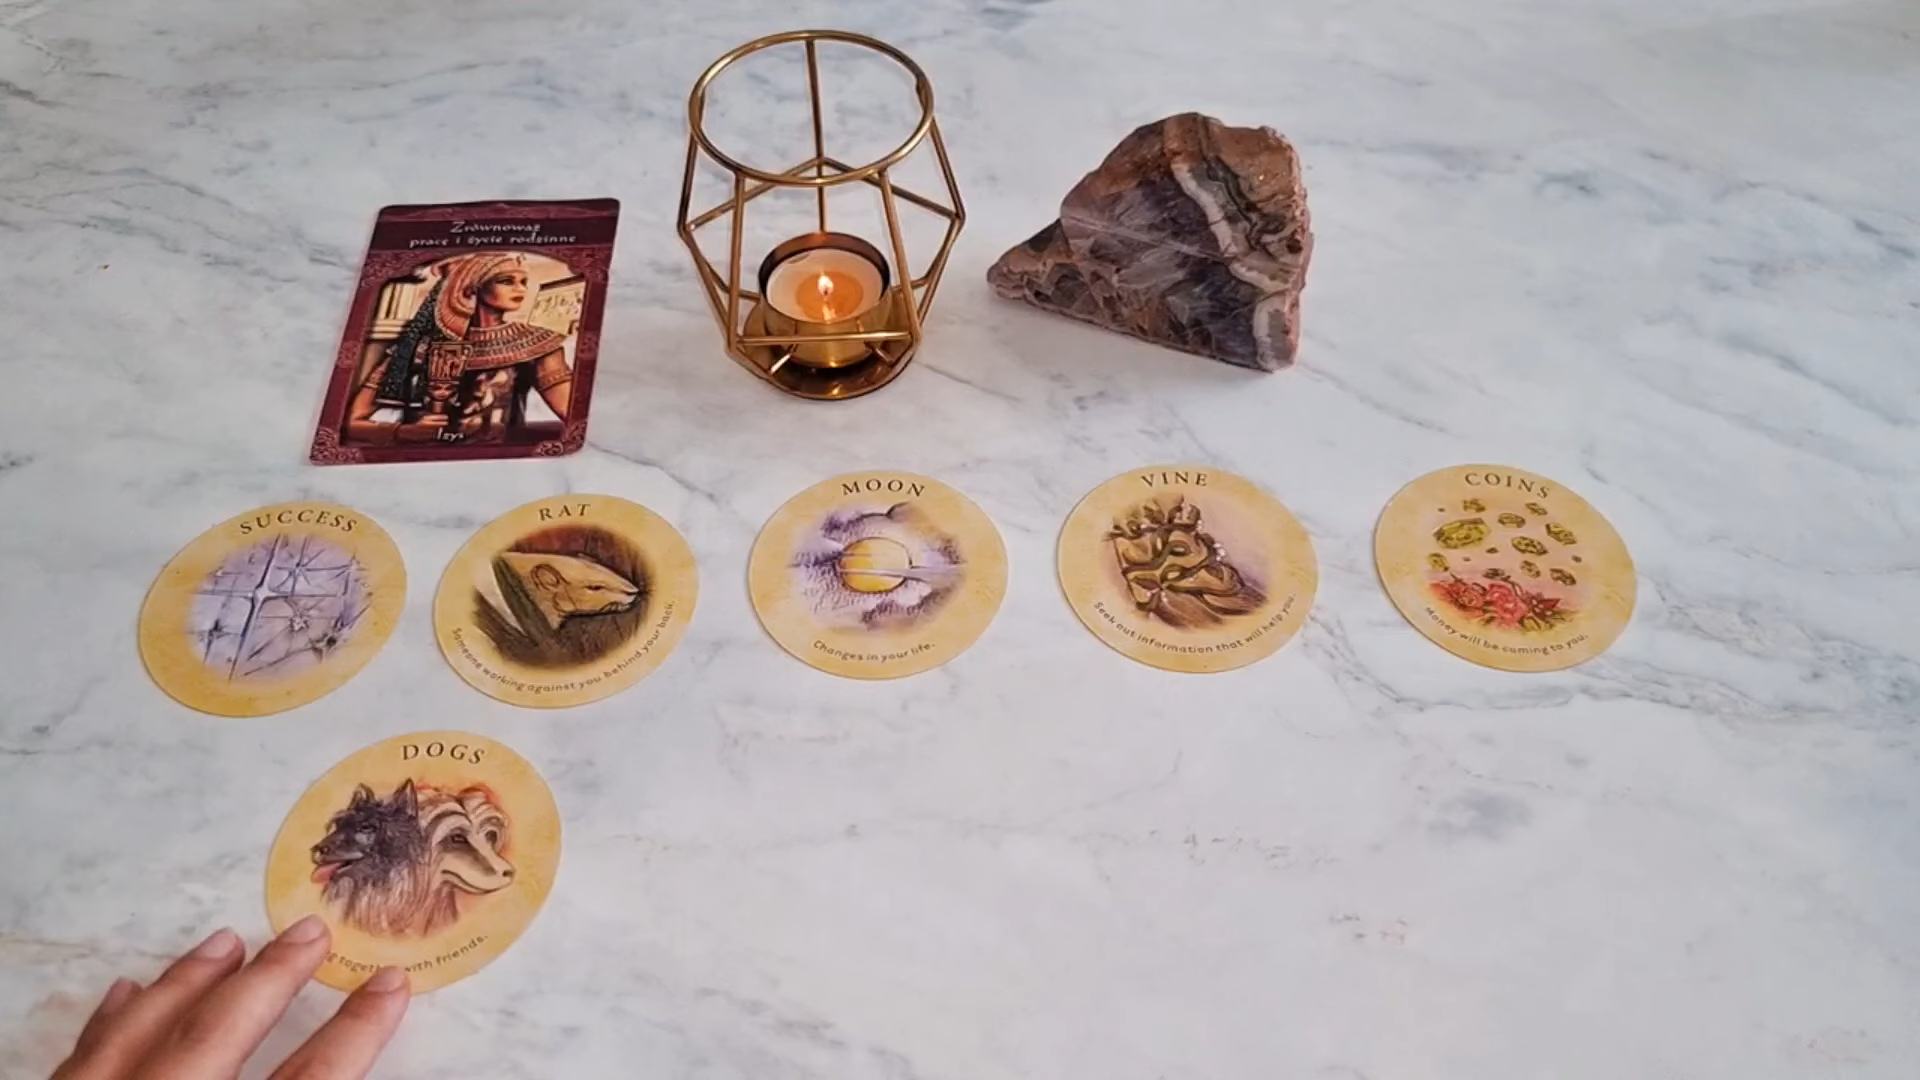 Zrównoważ
pracę i życie rodzinne
Izys
SUCCESS
RAT
Someone working against you behind your back.
MOON
Changes in your life.
VINE
Seek out information that will help you.
COINS
Money will be coming to you.
DOGS
with friends.